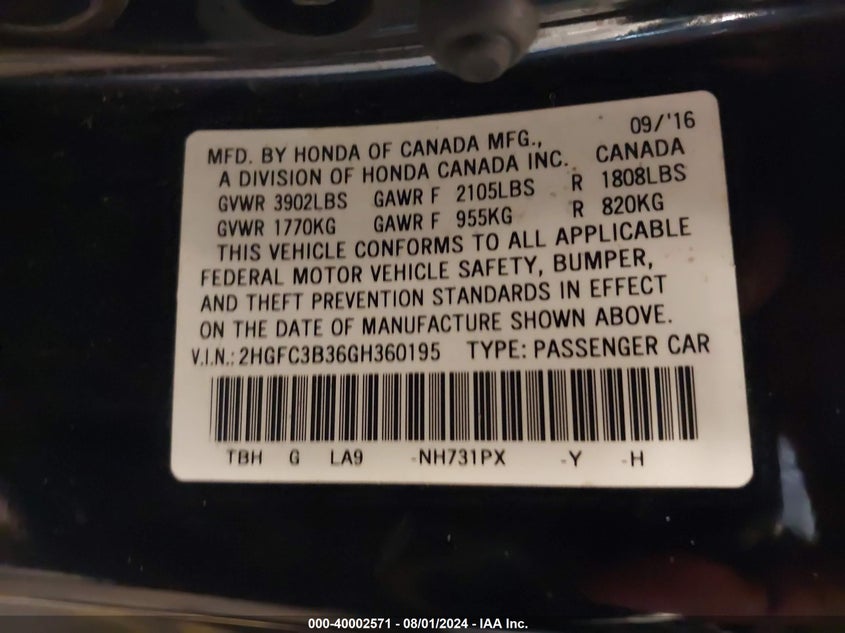 09/'16
MFD. BY HONDA OF CANADA MFG.,
A DIVISION OF HONDA CANADA INC. CANADA
GVWR 3902LBS GAWR F 2105LBS R 1808LBS
GVWR 1770KG GAWR F 955KG R 820KG
THIS VEHICLE CONFORMS TO ALL APPLICABLE
FEDERAL MOTOR VEHICLE SAFETY, BUMPER,
AND THEFT PREVENTION STANDARDS IN EFFECT
ON THE DATE OF MANUFACTURE SHOWN ABOVE.
V.I.N.: 2HGFC3B36GH360195 TYPE: PASSENGER CAR
TBH G LA9 -NH731PX -Y -H
000-40002571 - 08/01/2024 - IAA Inc.